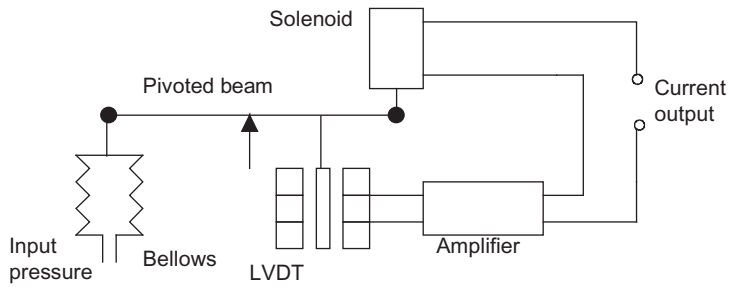 Solenoid
Pivoted beam
Current
output
Input
pressure
Bellows
LVDT
Amplifier